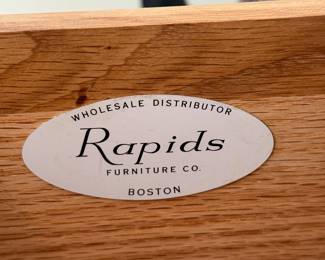 WHOLESALE DISTRIBUTOR
Rapids
FURNITURE CO.
BOSTON